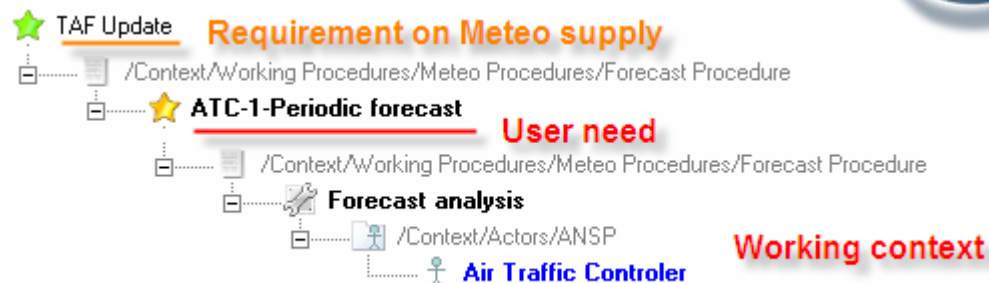 TAF Update Requirement on Meteo supply
/Context/Working Procedures/Meteo Procedures/Forecast Procedure
ATC-1-Periodic forecast
User need
/Context/Working Procedures/Meteo Procedures/Forecast Procedure
Forecast analysis
/Context/Actors/ANSP
Working context
Air Traffic Controler